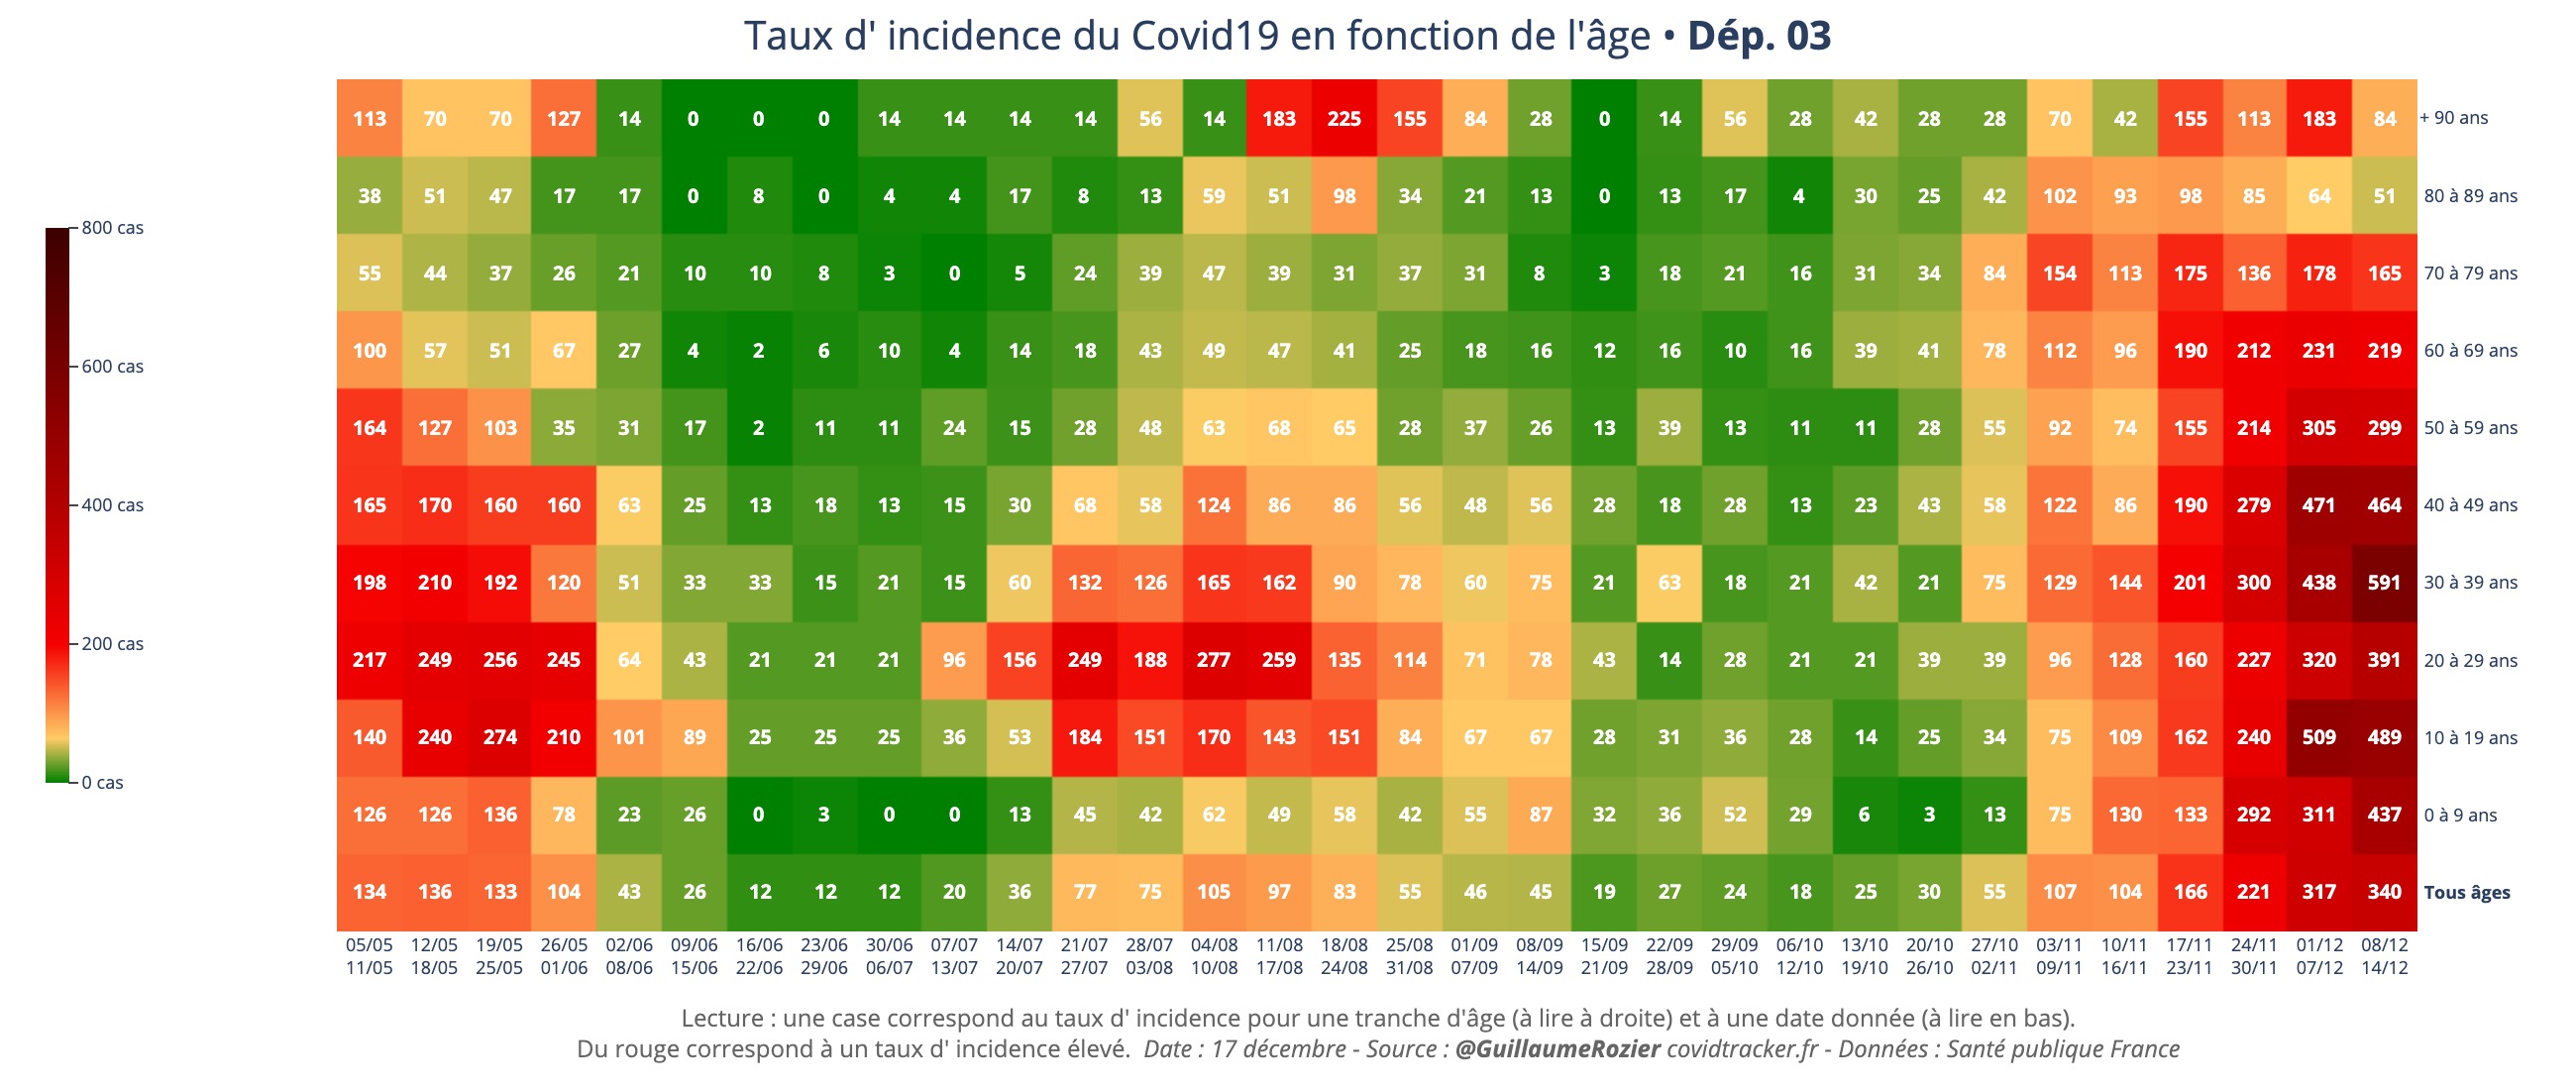 Taux d' incidence du Covid19 en fonction de l'âge • Dép. 03
800 cas
600 cas
400 cas
200 cas
0 cas
113 70 70 127 14 0 0 0 14 14 14 14 56 14 183 225 155 84 28 0 14 56 28 42 28 28 70 42 155 113 183 84 + 90 ans
38 51 47 17 17 0 8 0 4 4 17 8 13 59 51 98 34 21 13 0 13 17 4 30 25 42 102 93 98 85 64 51 80 à 89 ans
55 44 37 26 21 10 10 8 3 0 5 24 39 47 39 31 37 31 8 3 18 21 16 31 34 84 154 113 175 136 178 165 70 à 79 ans
100 57 51 67 27 4 2 6 10 4 14 18 43 49 47 41 25 18 16 12 16 10 16 39 41 78 112 96 190 212 231 219 60 à 69 ans
164 127 103 35 31 17 2 11 11 24 15 28 48 63 68 65 28 37 26 13 39 13 11 11 28 55 92 74 155 214 305 299 50 à 59 ans
165 170 160 160 63 25 13 18 13 15 30 68 58 124 86 86 56 48 56 28 18 28 13 23 43 58 122 86 190 279 471 464 40 à 49 ans
198 210 192 120 51 33 33 15 21 15 60 132 126 165 162 90 78 60 75 21 63 18 21 42 21 75 129 144 201 300 438 591 30 à 39 ans
217 249 256 245 64 43 21 21 21 96 156 249 188 277 259 135 114 71 78 43 14 28 21 21 39 39 96 128 160 227 320 391 20 à 29 ans
140 240 274 210 101 89 25 25 25 36 53 184 151 170 143 151 84 67 67 28 31 36 28 14 25 34 75 109 162 240 509 489 10 à 19 ans
126 126 136 78 23 26 0 3 0 0 13 45 42 62 49 58 42 55 87 32 36 52 29 6 3 13 75 130 133 292 311 437 0 à 9 ans
134 136 133 104 43 26 12 12 12 20 36 77 75 105 97 83 55 46 45 19 27 24 18 25 30 55 107 104 166 221 317 340 Tous âges
05/05 12/05 19/05 26/05 02/06 09/06 16/06 23/06 30/06 07/07 14/07 21/07 28/07 04/08 11/08 18/08 25/08 01/09 08/09 15/09 22/09 29/09 06/10 13/10 20/10 27/10 03/11 10/11 17/11 24/11 01/12 08/12
11/05 18/05 25/05 01/06 08/06 15/06 22/06 29/06 06/07 13/07 20/07 27/07 03/08 10/08 17/08 24/08 31/08 07/09 14/09 21/09 28/09 05/10 12/10 19/10 26/10 02/11 09/11 16/11 23/11 30/11 07/12 14/12
Lecture : une case correspond au taux d' incidence pour une tranche d'âge (à lire à droite) et à une date donnée (à lire en bas).
Du rouge correspond à un taux d' incidence élevé. Date : 17 décembre - Source : @GuillaumeRozier covidtracker.fr - Données : Santé publique France